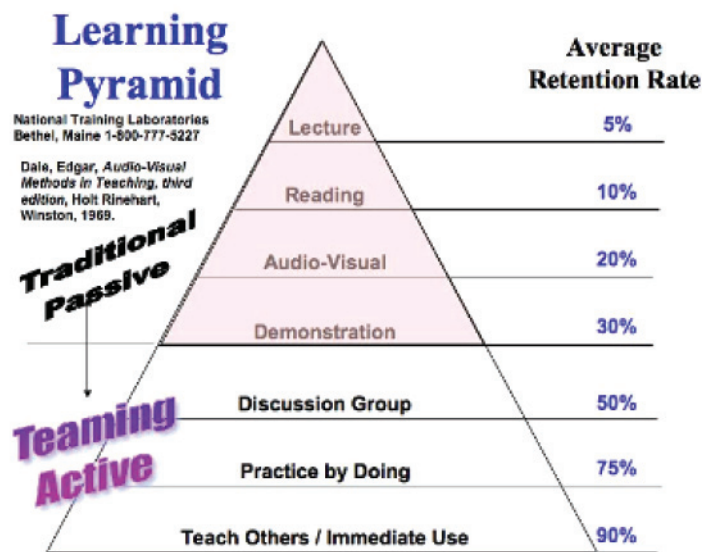 Learning
Pyramid
National Training Laboratories
Bethel, Maine 1-800-777-5227
Dale, Edgar, Audio-Visual
Methods in Teaching, third
edition, Holt Rinehart,
Winston, 1969.
Average
Retention Rate
Lecture 5%
Reading 10%
Audio-Visual 20%
Demonstration 30%
Traditional
Passive
Discussion Group 50%
Practice by Doing 75%
Teach Others / Immediate Use 90%
Teaming
Active